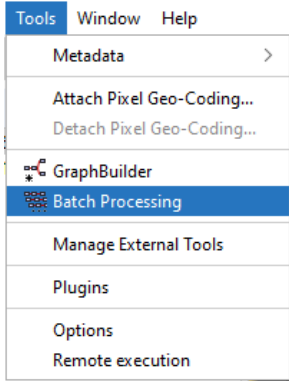 Tools Window Help
Metadata
Attach Pixel Geo-Coding...
Detach Pixel Geo-Coding...
GraphBuilder
Batch Processing
Manage External Tools
Plugins
Options
Remote execution